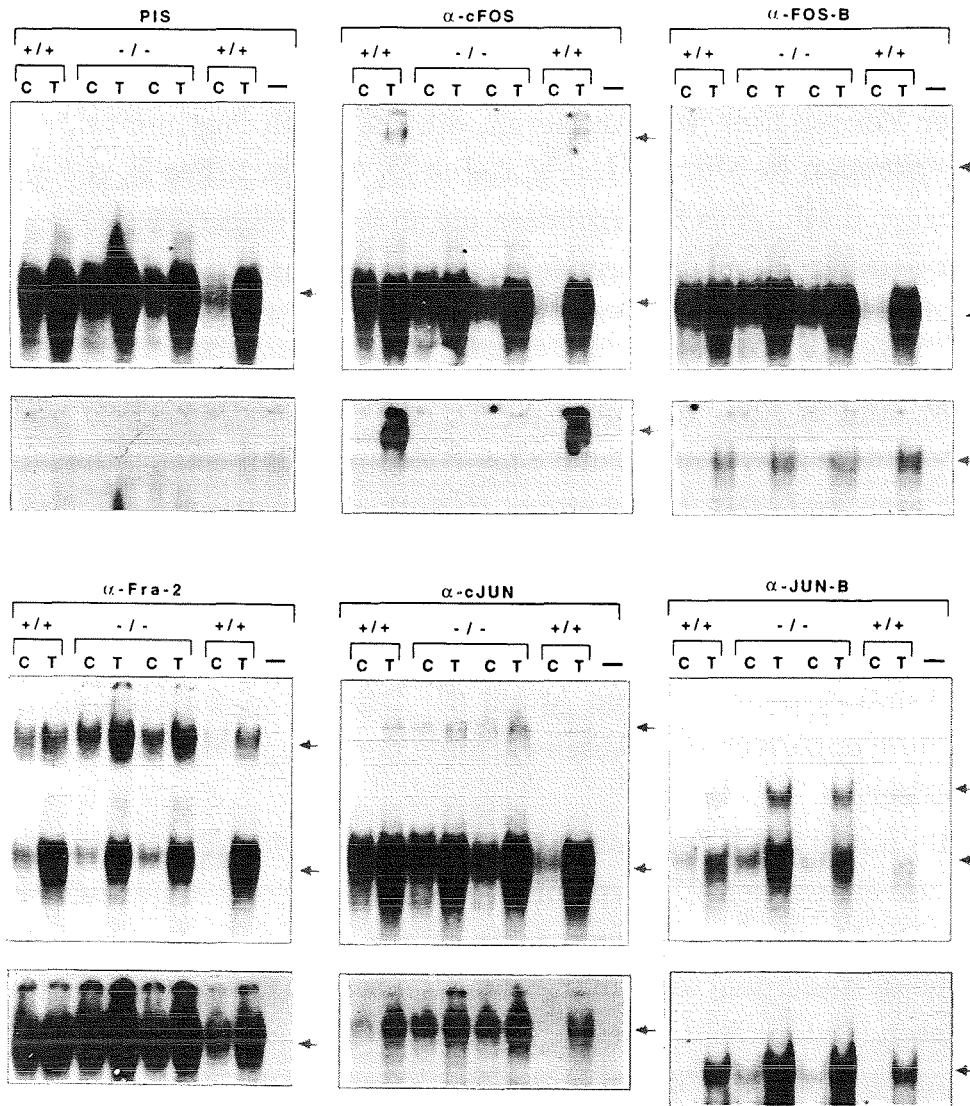 PIS
+/+ -/- +/+
C T C T C T C T —
α-cFOS
+/+ -/- +/+
C T C T C T C T —
α-FOS-B
+/+ -/- +/+
C T C T C T C T —
α-Fra-2
+/+ -/- +/+
C T C T C T C T —
α-cJUN
+/+ -/- +/+
C T C T C T C T —
α-JUN-B
+/+ -/- +/+
C T C T C T C T —